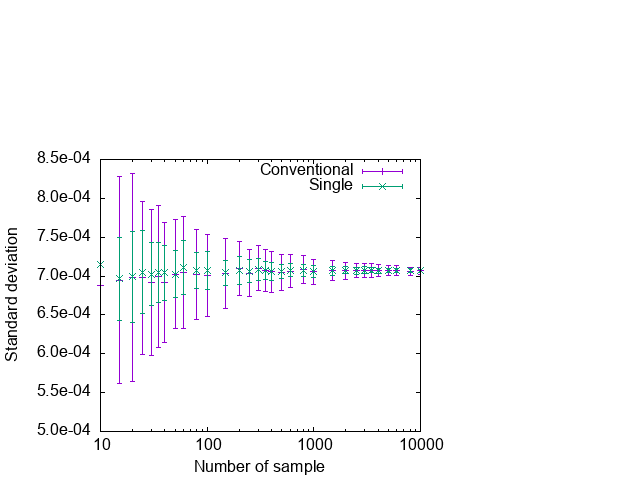 8.5e-04
8.0e-04
7.5e-04
7.0e-04
6.5e-04
6.0e-04
5.5e-04
5.0e-04
Standard deviation
Conventional
Single
10 100 1000 10000
Number of sample